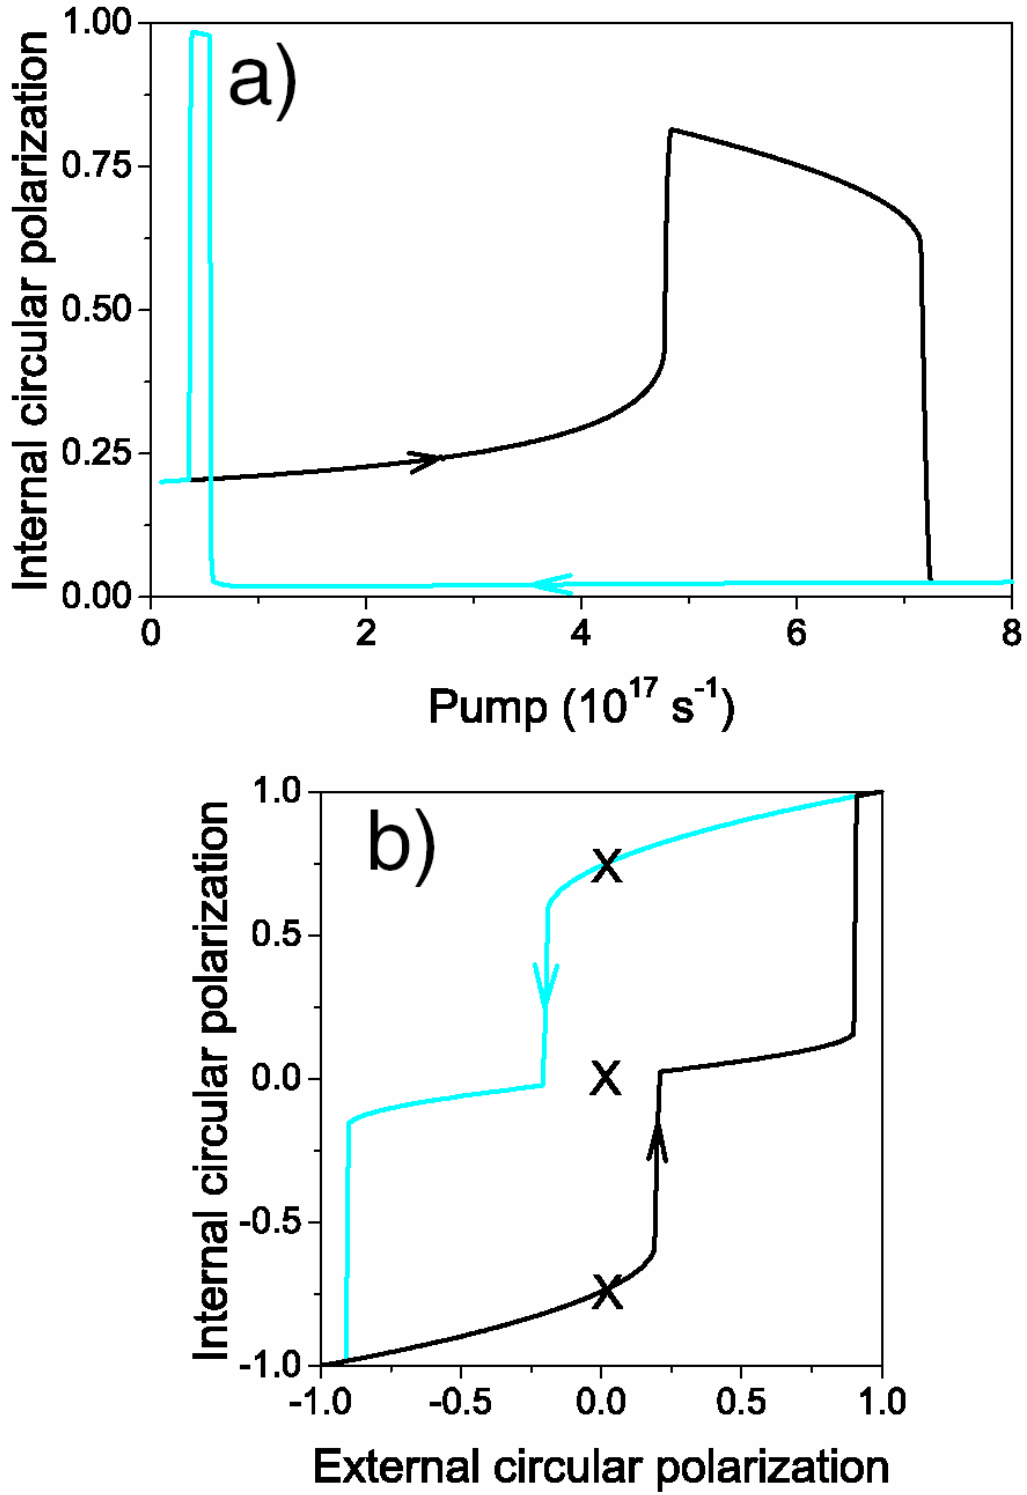 a)
Internal circular polarization
1.00
0.75
0.50
0.25
0.00
0 2 4 6 8
Pump (10¹⁷ s⁻¹)
b)
Internal circular polarization
1.0
0.5
0.0
-0.5
-1.0
X
X
X
-1.0 -0.5 0.0 0.5 1.0
External circular polarization